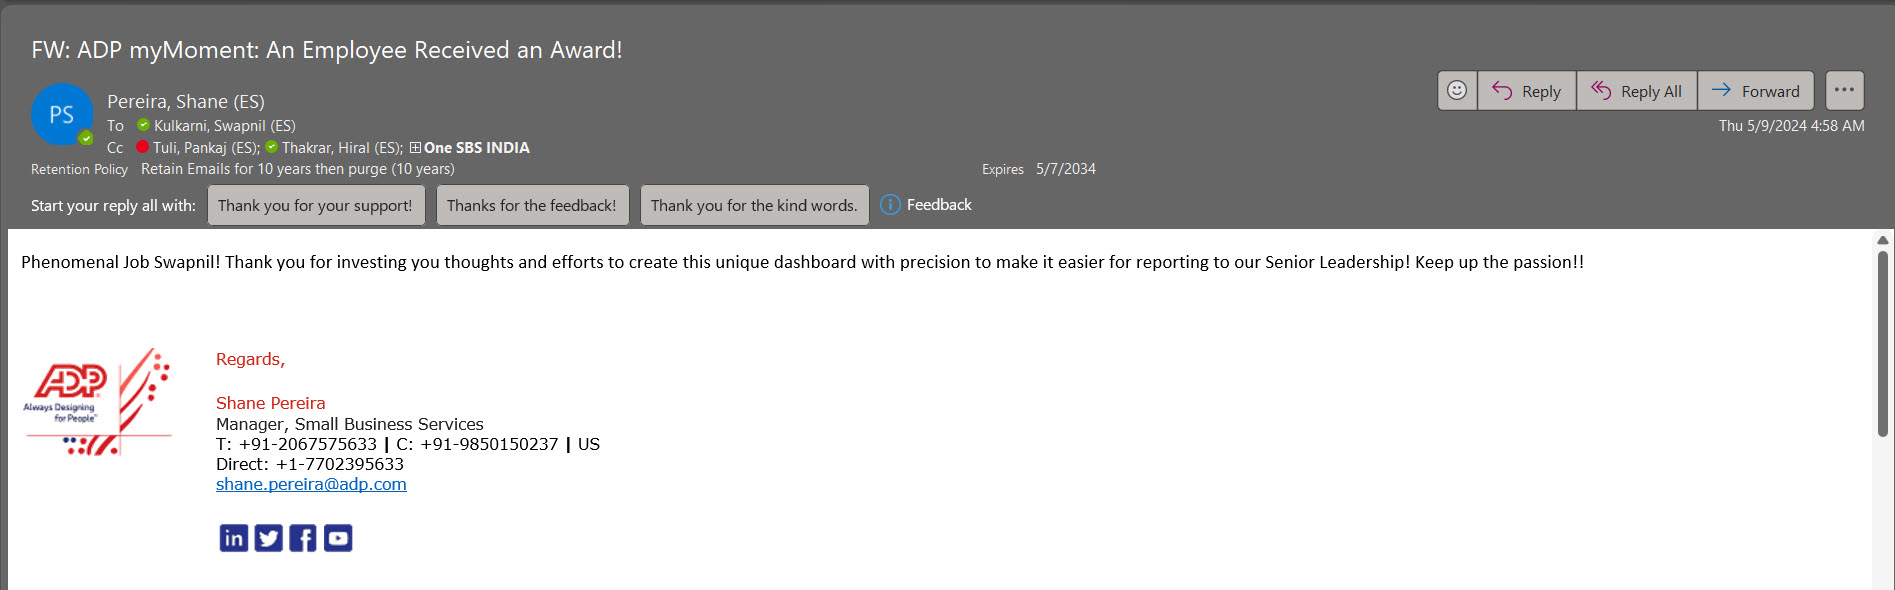 FW: ADP myMoment: An Employee Received an Award!
PS
Pereira, Shane (ES)
To Kulkarni, Swapnil (ES)
Cc Tuli, Pankaj (ES); Thakrar, Hiral (ES); One SBS INDIA
Reply
Reply All
Forward
Thu 5/9/2024 4:58 AM
Retention Policy Retain Emails for 10 years then purge (10 years)
Expires 5/7/2034
Start your reply all with:
Thank you for your support!
Thanks for the feedback!
Thank you for the kind words.
Feedback
Phenomenal Job Swapnil! Thank you for investing you thoughts and efforts to create this unique dashboard with precision to make it easier for reporting to our Senior Leadership! Keep up the passion!!
ADP
Always Designing
for People™
Regards,
Shane Pereira
Manager, Small Business Services
T: +91-2067575633 | C: +91-9850150237 | US
Direct: +1-7702395633
shane.pereira@adp.com
in